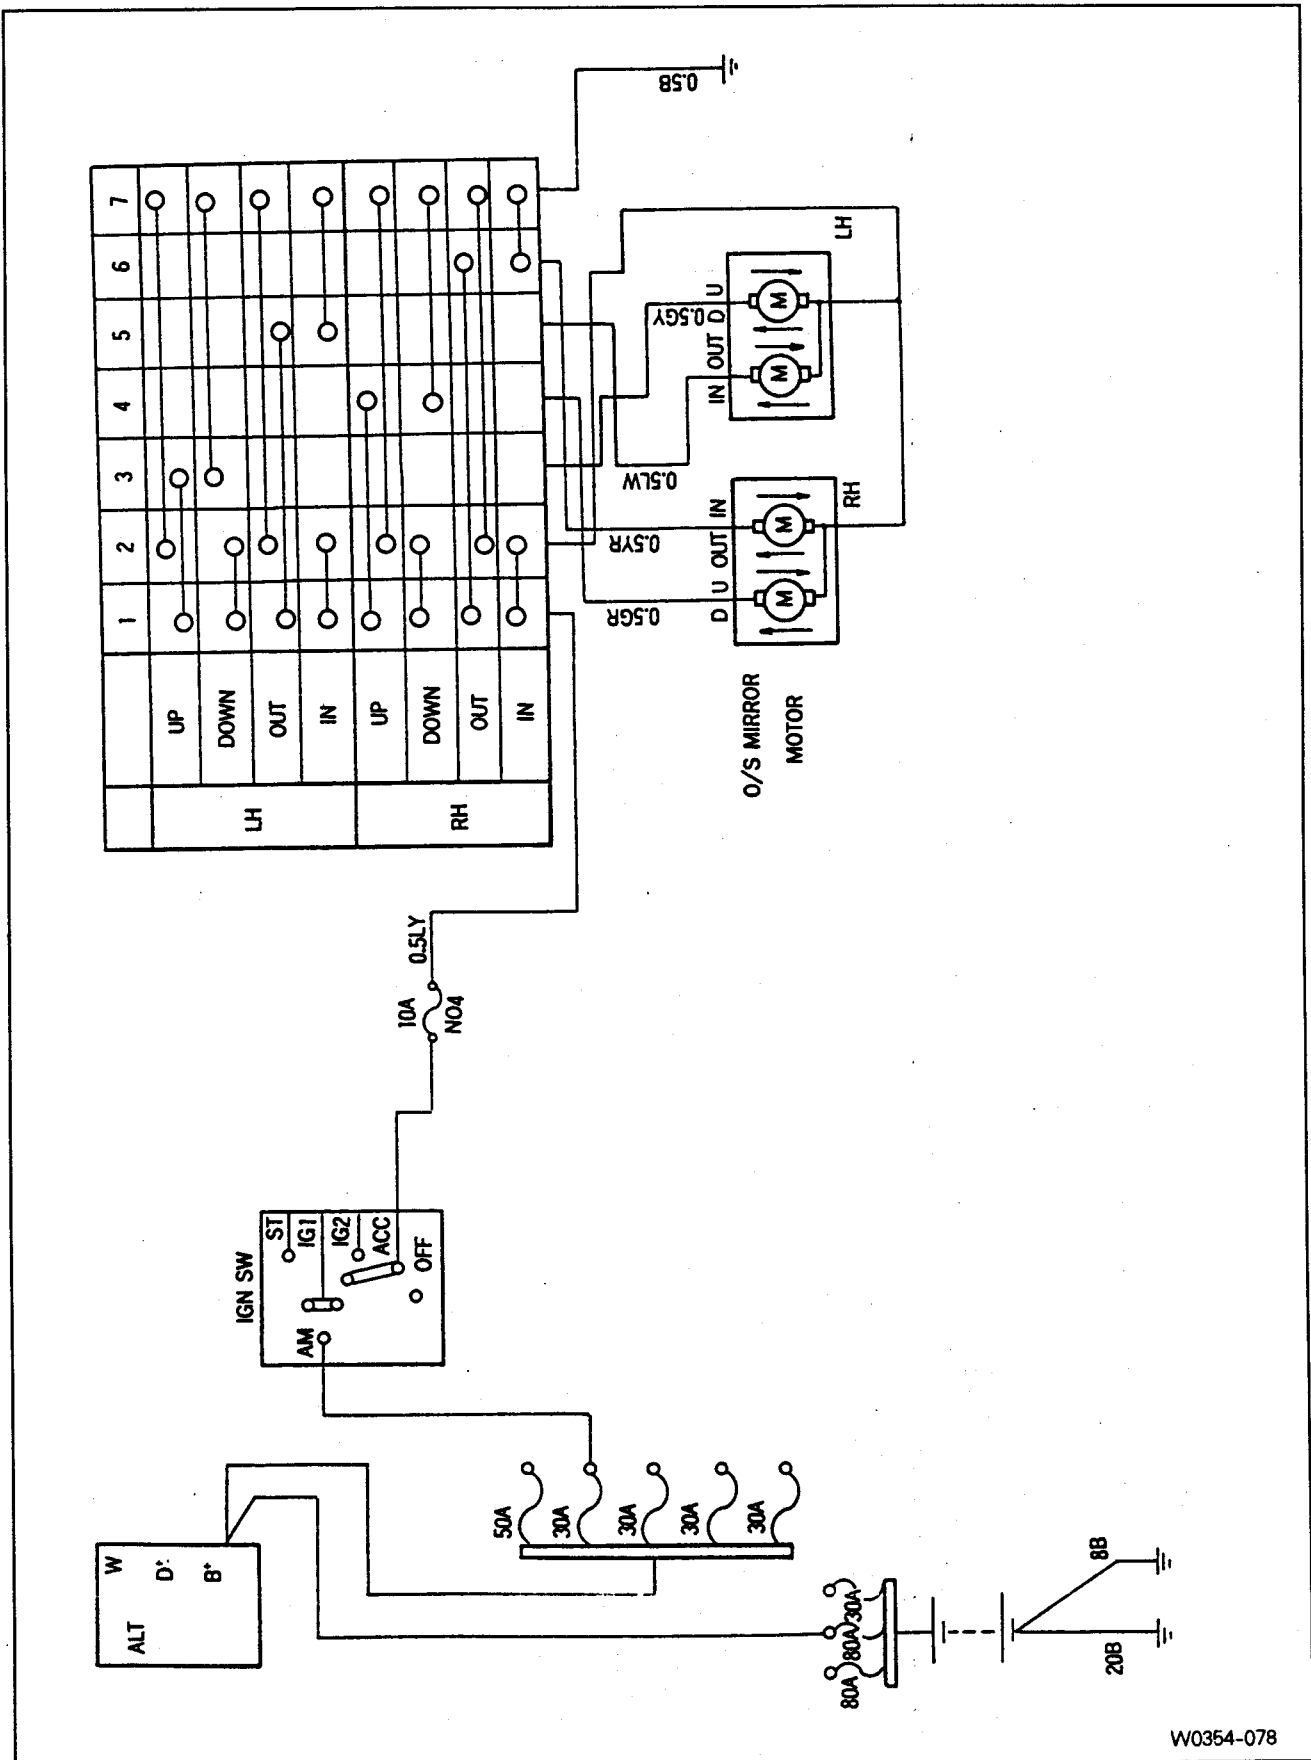 ALT
W
D+
B+
50A
30A
30A
30A
30A
80A
80A
30A
20B
8B
IGN SW
AM
ST
IG1
IG2
ACC
OFF
10A
NO4
0.5LY
1 2 3 4 5 6 7
LH
UP
DOWN
OUT
IN
RH
UP
DOWN
OUT
IN
0.5B
0.5GR
0.5YR
0.5LW
0.5GY
O/S MIRROR
MOTOR
D U OUT IN
M M
RH
IN OUT D U
M M
LH
W0354-078